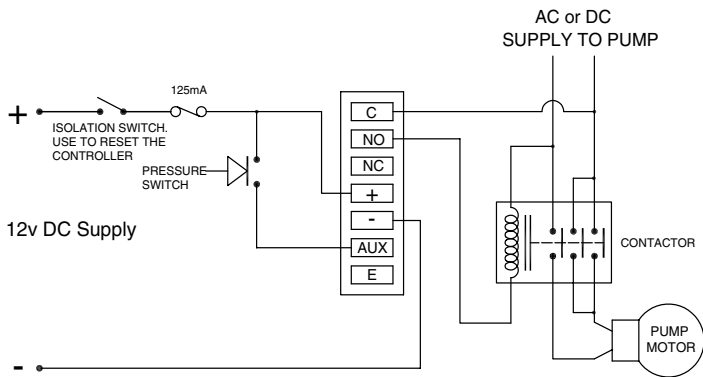 AC or DC
SUPPLY TO PUMP
125mA
+
ISOLATION SWITCH.
USE TO RESET THE
CONTROLLER
PRESSURE
SWITCH
12v DC Supply
-
C
NO
NC
+
-
AUX
E
CONTACTOR
PUMP
MOTOR